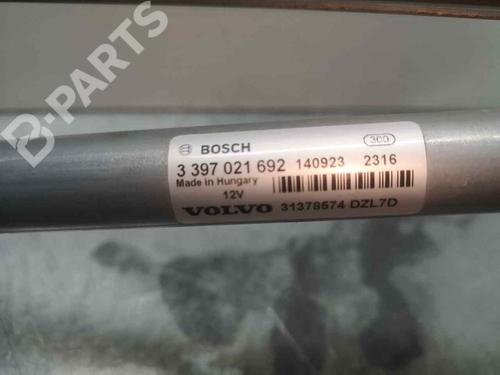 B-PARTS
BOSCH 300
3 397 021 692 140923 2316
Made in Hungary
12V
VOLVO 31378574 DZL7D